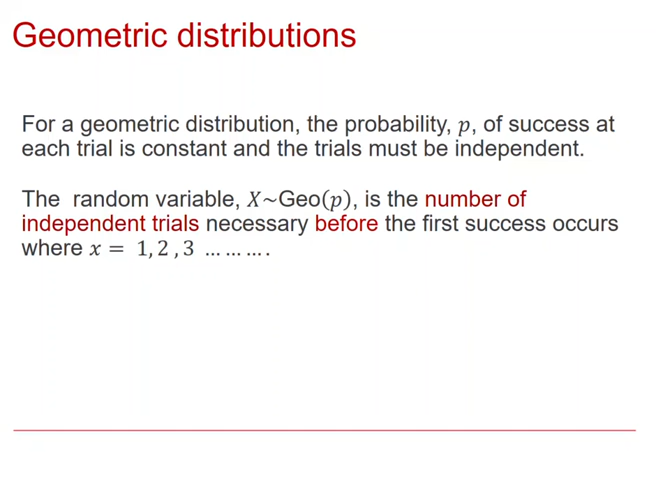 Geometric distributions
For a geometric distribution, the probability, p, of success at
each trial is constant and the trials must be independent.
The random variable, X~Geo(p), is the number of
independent trials necessary before the first success occurs
where x = 1, 2 , 3 ... ... ... .